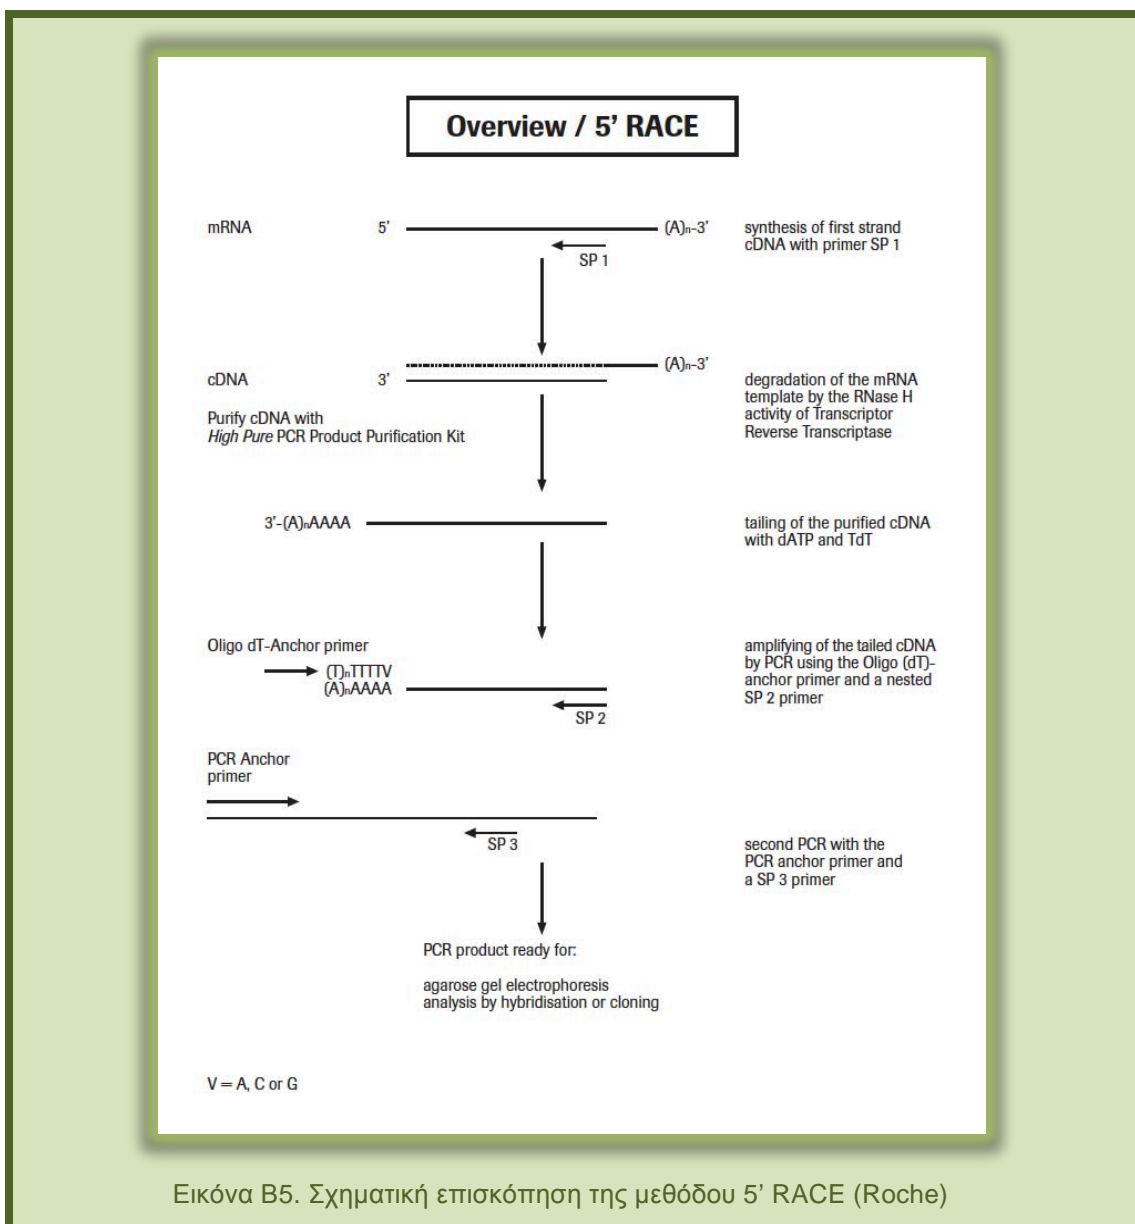 Overview / 5’ RACE
mRNA 5’ (A)n-3’ synthesis of first strand
cDNA with primer SP 1
SP 1
(A)n-3’
cDNA 3’ degradation of the mRNA
template by the RNase H
activity of Transcriptor
Reverse Transcriptase
Purify cDNA with
High Pure PCR Product Purification Kit
3’-(A)nAAAA tailing of the purified cDNA
with dATP and TdT
Oligo dT-Anchor primer amplifying of the tailed cDNA
by PCR using the Oligo (dT)-
anchor primer and a nested
SP 2 primer
(T)nTTTTV
(A)nAAAA
SP 2
PCR Anchor
primer
SP 3
second PCR with the
PCR anchor primer and
a SP 3 primer
PCR product ready for:
agarose gel electrophoresis
analysis by hybridisation or cloning
V = A, C or G
Εικόνα Β5. Σχηματική επισκόπηση της μεθόδου 5’ RACE (Roche)